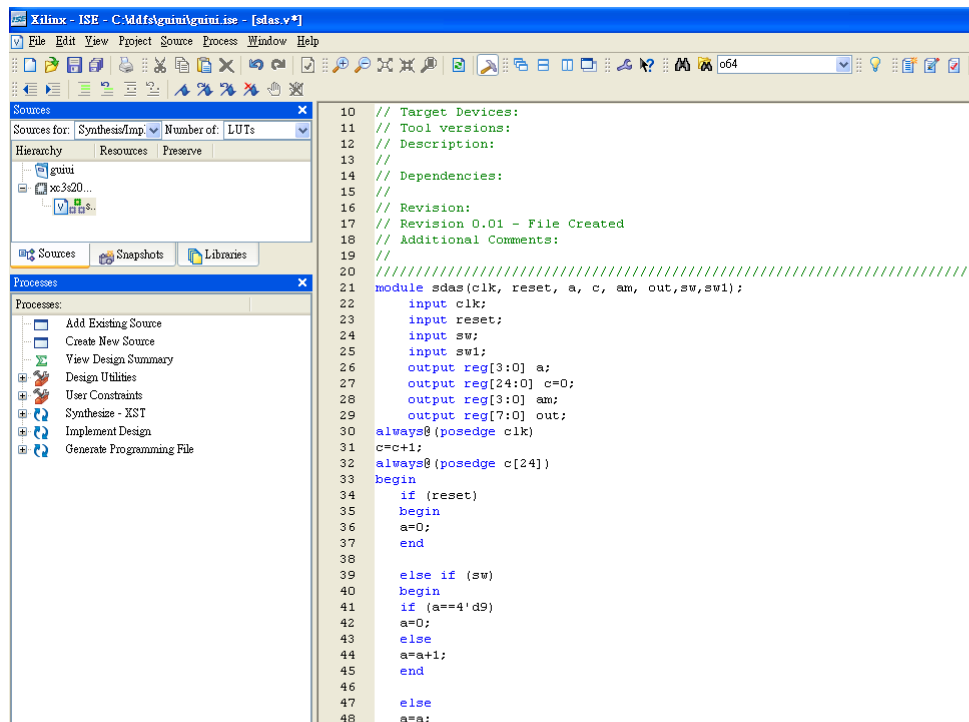 Xilinx - ISE - C:\ddfs\guiui\guiui.ise - [sdas.v*]
File Edit View Project Source Process Window Help
o64
Sources
Sources for: Synthesis/Imp. Number of: LUTs
Hierarchy Resources Preserve
guiui
xc3s20...
s..
Sources Snapshots Libraries
Processes
Processes:
Add Existing Source
Create New Source
View Design Summary
Design Utilities
User Constraints
Synthesize - XST
Implement Design
Generate Programming File
10 // Target Devices:
11 // Tool versions:
12 // Description:
13 //
14 // Dependencies:
15 //
16 // Revision:
17 // Revision 0.01 - File Created
18 // Additional Comments:
19 //
20 //////////////////////////////////////////////////////////////////////////
21 module sdas(clk, reset, a, c, am, out,sw,sw1);
22 input clk;
23 input reset;
24 input sw;
25 input sw1;
26 output reg[3:0] a;
27 output reg[24:0] c=0;
28 output reg[3:0] am;
29 output reg[7:0] out;
30 always@(posedge clk)
31 c=c+1;
32 always@(posedge c[24])
33 begin
34 if (reset)
35 begin
36 a=0;
37 end
38
39 else if (sw)
40 begin
41 if (a==4'd9)
42 a=0;
43 else
44 a=a+1;
45 end
46
47 else
48 a=a;